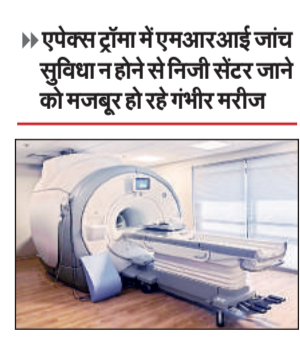 एपेक्स ट्रॉमा में एमआरआई जांच
सुविधा न होने से निजी सेंटर जाने
को मजबूर हो रहे गंभीर मरीज